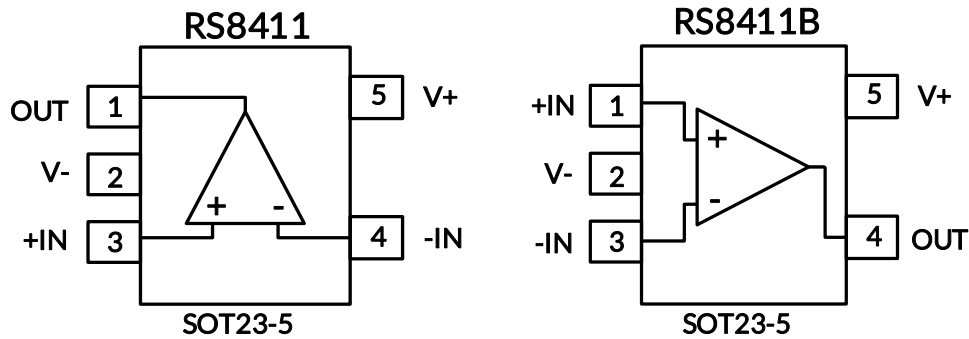 RS8411
OUT 1
V- 2
+IN 3
5 V+
4 -IN
+ -
SOT23-5
RS8411B
+IN 1
V- 2
-IN 3
5 V+
4 OUT
+
-
SOT23-5